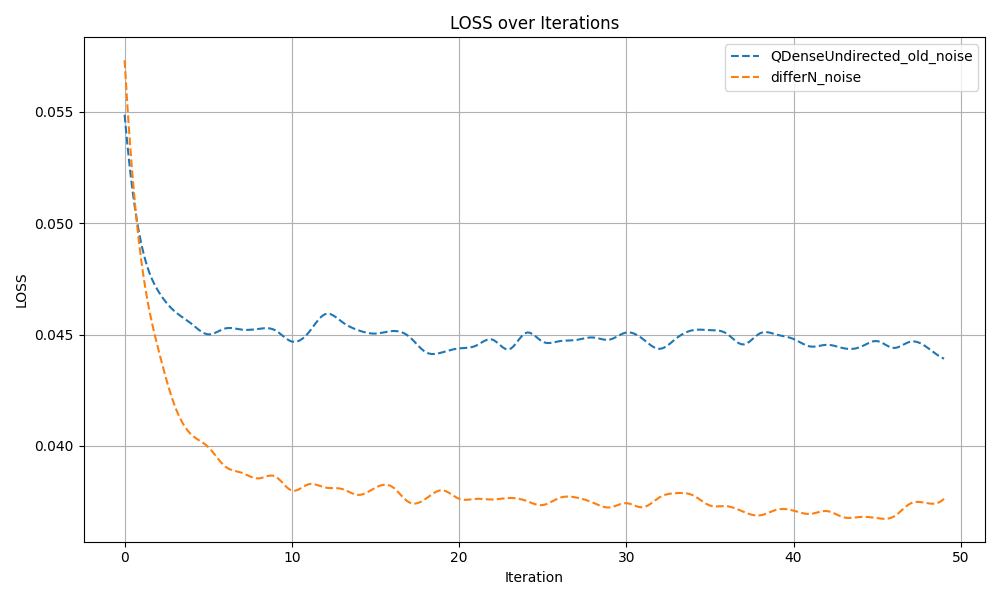 LOSS over Iterations
QDenseUndirected_old_noise
differN_noise
LOSS
0.055
0.050
0.045
0.040
0 10 20 30 40 50
Iteration